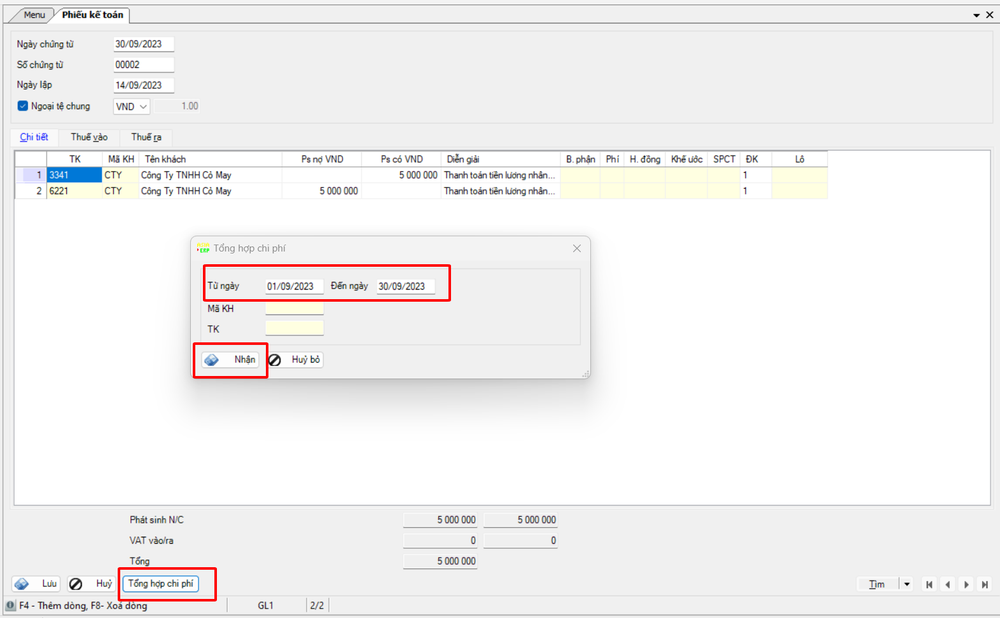 Menu Phiếu kế toán
Ngày chứng từ 30/09/2023
Số chứng từ 00002
Ngày lập 14/09/2023
Ngoại tệ chung VND 1.00
Chi tiết Thuế vào Thuế ra
TK Mã KH Tên khách Ps nợ VND Ps có VND Diễn giải B. phận Phí H. đồng Khế ước SPCT ĐK Lô
1 3341 CTY Công Ty TNHH Cỏ May 5 000 000 Thanh toán tiền lương nhân... 1
2 6221 CTY Công Ty TNHH Cỏ May 5 000 000 Thanh toán tiền lương nhân... 1
ERP Tổng hợp chi phí
Từ ngày 01/09/2023 Đến ngày 30/09/2023
Mã KH
TK
Nhận Huỷ bỏ
Phát sinh N/C 5 000 000 5 000 000
VAT vào/ra 0 0
Tổng 5 000 000
Lưu Huỷ Tổng hợp chi phí Tìm
F4 - Thêm dòng, F8- Xoá dòng GL1 2/2